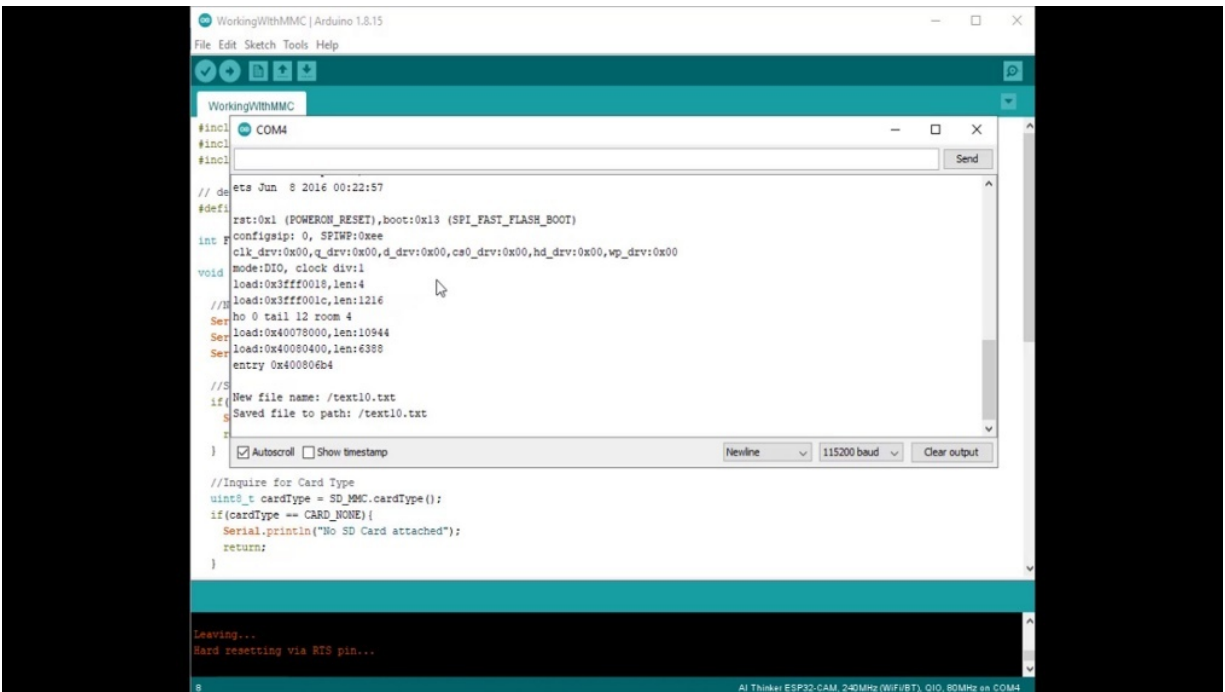 WorkingWIthMMC | Arduino 1.8.15
File Edit Sketch Tools Help
WorkingWIthMMC
#incl
#incl
#incl
// de
#defi
int F
void
//N
Ser
Ser
Ser
//S
if(
S
r
}
COM4
Send
ets Jun 8 2016 00:22:57
rst:0x1 (POWERON_RESET),boot:0x13 (SPI_FAST_FLASH_BOOT)
configsip: 0, SPIWP:0xee
clk_drv:0x00,q_drv:0x00,d_drv:0x00,cs0_drv:0x00,hd_drv:0x00,wp_drv:0x00
mode:DIO, clock div:1
load:0x3fff0018,len:4
load:0x3fff001c,len:1216
ho 0 tail 12 room 4
load:0x40078000,len:10944
load:0x40080400,len:6388
entry 0x400806b4
New file name: /text10.txt
Saved file to path: /text10.txt
Autoscroll Show timestamp Newline 115200 baud Clear output
//Inquire for Card Type
uint8_t cardType = SD_MMC.cardType();
if(cardType == CARD_NONE){
Serial.println("No SD Card attached");
return;
}
Leaving...
Hard resetting via RTS pin...
8 AI Thinker ESP32-CAM, 240MHz (WiFi/BT), QIO, 80MHz on COM4